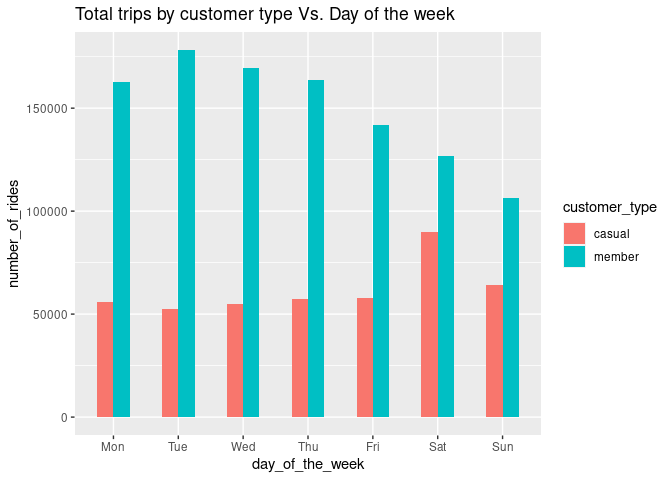 Total trips by customer type Vs. Day of the week
number_of_rides
150000
100000
50000
0
Mon Tue Wed Thu Fri Sat Sun
day_of_the_week
customer_type
casual
member